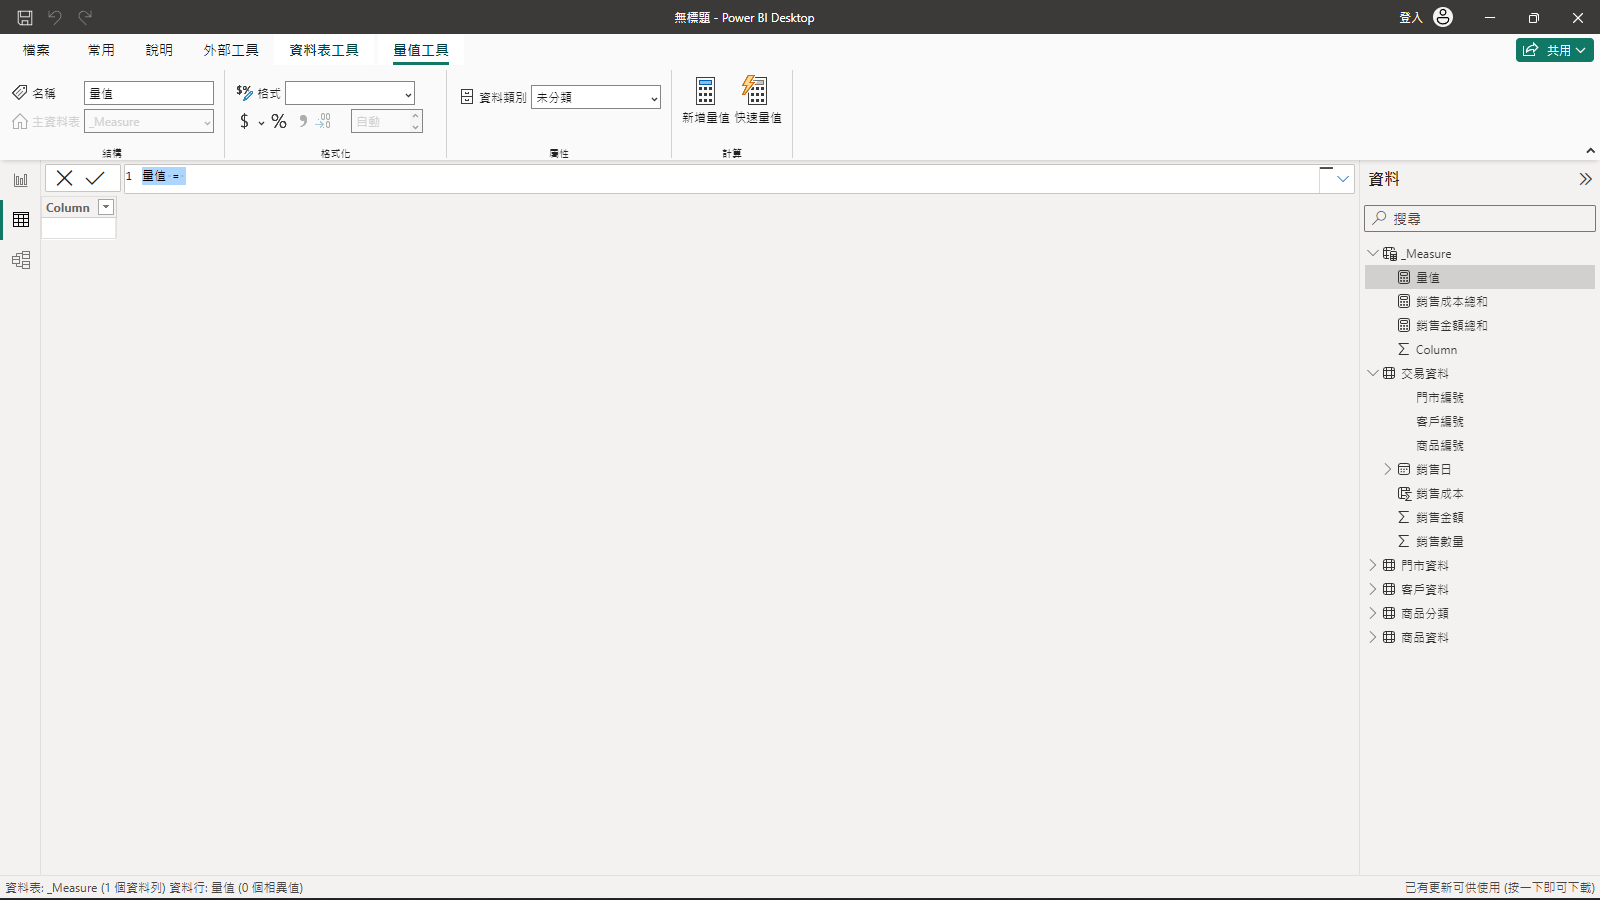 無標題 - Power BI Desktop
登入
檔案
常用
說明
外部工具
資料表工具
量值工具
共用
名稱
量值
主資料表
_Measure
結構
$% 格式
$ % 9 .00
自動
格式化
資料類別
未分類
屬性
新增量值
快速量值
計算
1 量值 =
Column
資料
搜尋
_Measure
量值
銷售成本總和
銷售金額總和
Column
交易資料
門市編號
客戶編號
商品編號
銷售日
銷售成本
銷售金額
銷售數量
門市資料
客戶資料
商品分類
商品資料
資料表: _Measure (1 個資料列) 資料行: 量值 (0 個相異值)
已有更新可供使用 (按一下即可下載)